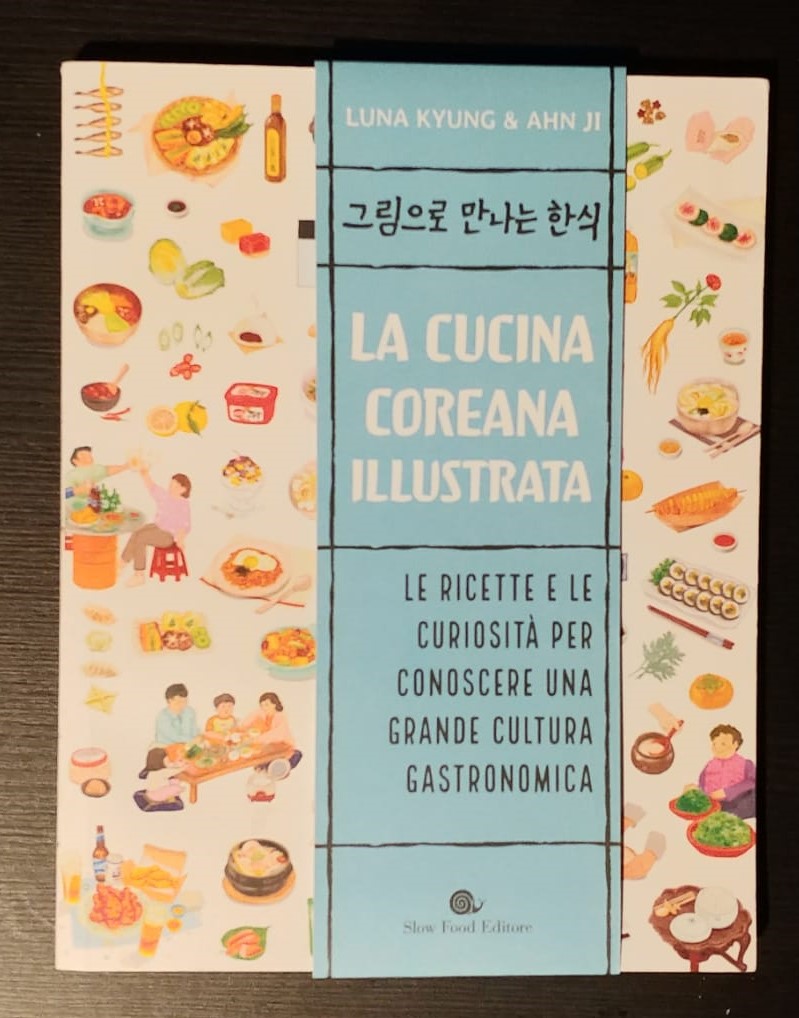 LUNA KYUNG & AHN JI
그림으로 만나는 한식
LA CUCINA
COREANA
ILLUSTRATA
LE RICETTE E LE
CURIOSITÀ PER
CONOSCERE UNA
GRANDE CULTURA
GASTRONOMICA
Slow Food Editore